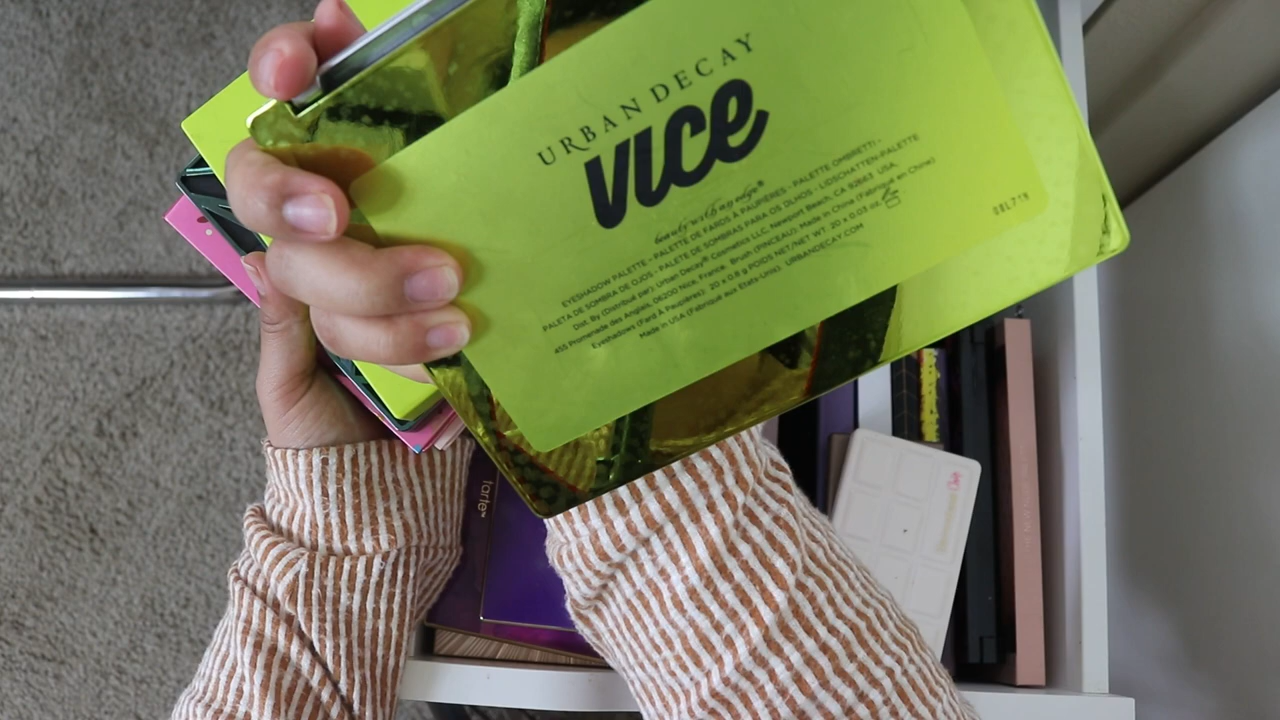 URBAN DECAY
VICE
beauty with an edge®
EYESHADOW PALETTE - PALETTE DE FARDS À PAUPIÈRES - PALETTE OMBRETTI -
PALETA DE SOMBRA DE OJOS - PALETE DE SOMBRAS PARA OS OLHOS - LIDSCHATTEN-PALETTE
Dist. By (Distribué par): Urban Decay® Cosmetics LLC, Newport Beach, CA 92663 USA,
455 Promenade des Anglais, 06200 Nice, France. Brush (PINCEAU): Made in China (Fabriqué en Chine)
Eyeshadows (Fard À Paupières): 20 x 0.8 g POIDS NET/NET WT. 20 x 0.03 oz.
Made in USA (Fabriqué aux Etats-Unis). URBANDECAY.COM
tarte